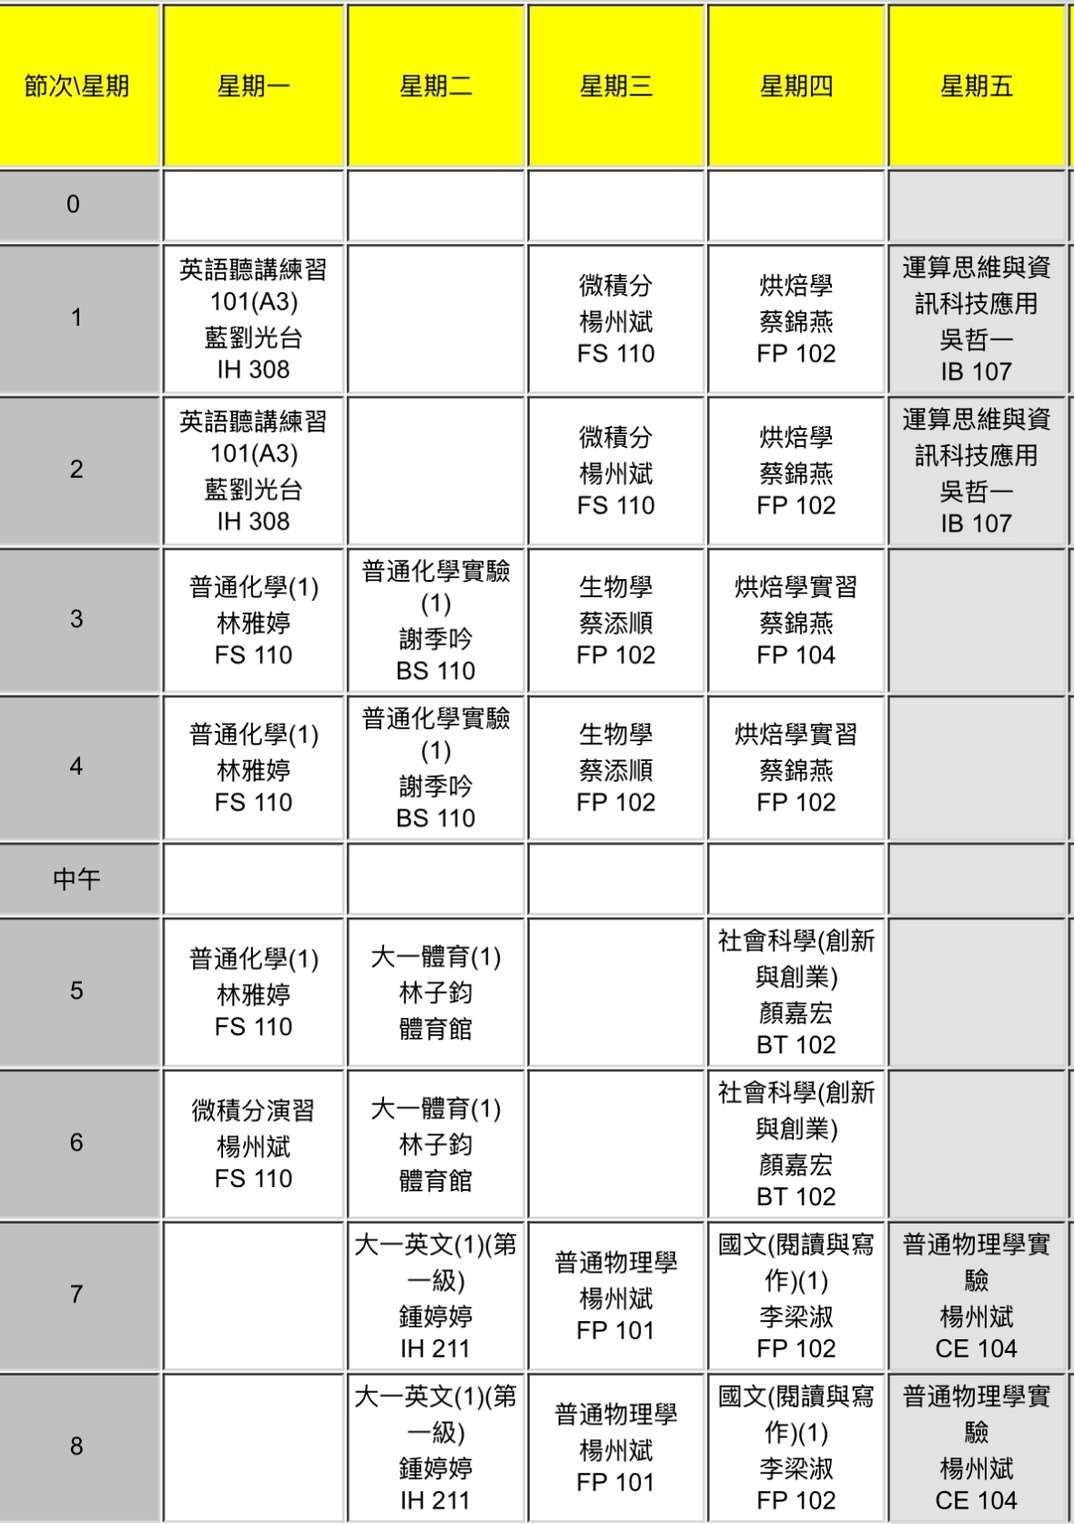 節次\星期
星期一
星期二
星期三
星期四
星期五
0
1
英語聽講練習
101(A3)
藍劉光台
IH 308
微積分
楊州斌
FS 110
烘焙學
蔡錦燕
FP 102
運算思維與資
訊科技應用
吳哲一
IB 107
2
英語聽講練習
101(A3)
藍劉光台
IH 308
微積分
楊州斌
FS 110
烘焙學
蔡錦燕
FP 102
運算思維與資
訊科技應用
吳哲一
IB 107
3
普通化學(1)
林雅婷
FS 110
普通化學實驗
(1)
謝季吟
BS 110
生物學
蔡添順
FP 102
烘焙學實習
蔡錦燕
FP 104
4
普通化學(1)
林雅婷
FS 110
普通化學實驗
(1)
謝季吟
BS 110
生物學
蔡添順
FP 102
烘焙學實習
蔡錦燕
FP 102
中午
5
普通化學(1)
林雅婷
FS 110
大一體育(1)
林子鈞
體育館
社會科學(創新
與創業)
顏嘉宏
BT 102
6
微積分演習
楊州斌
FS 110
大一體育(1)
林子鈞
體育館
社會科學(創新
與創業)
顏嘉宏
BT 102
7
大一英文(1)(第
一級)
鍾婷婷
IH 211
普通物理學
楊州斌
FP 101
國文(閱讀與寫
作)(1)
李梁淑
FP 102
普通物理學實
驗
楊州斌
CE 104
8
大一英文(1)(第
一級)
鍾婷婷
IH 211
普通物理學
楊州斌
FP 101
國文(閱讀與寫
作)(1)
李梁淑
FP 102
普通物理學實
驗
楊州斌
CE 104